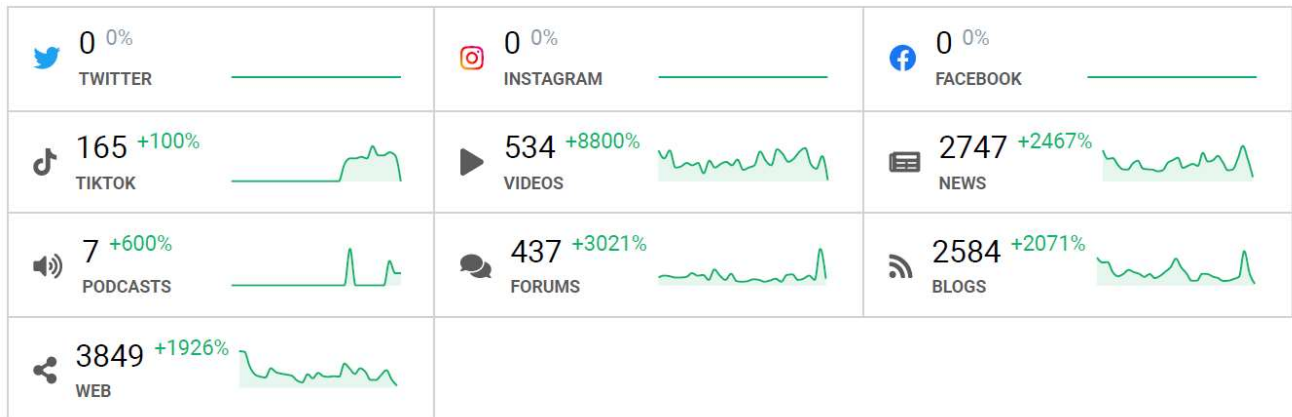 0 0%
TWITTER
0 0%
INSTAGRAM
0 0%
FACEBOOK
165 +100%
TIKTOK
534 +8800%
VIDEOS
2747 +2467%
NEWS
7 +600%
PODCASTS
437 +3021%
FORUMS
2584 +2071%
BLOGS
3849 +1926%
WEB